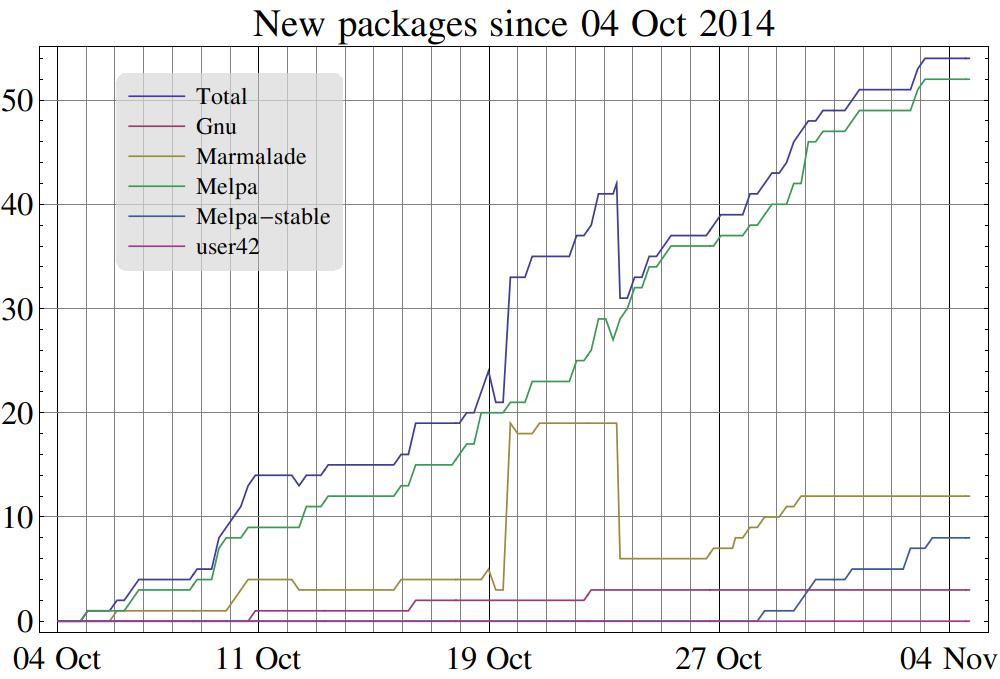 New packages since 04 Oct 2014
Total
Gnu
Marmalade
Melpa
Melpa−stable
user42
50
40
30
20
10
0
04 Oct 11 Oct 19 Oct 27 Oct 04 Nov